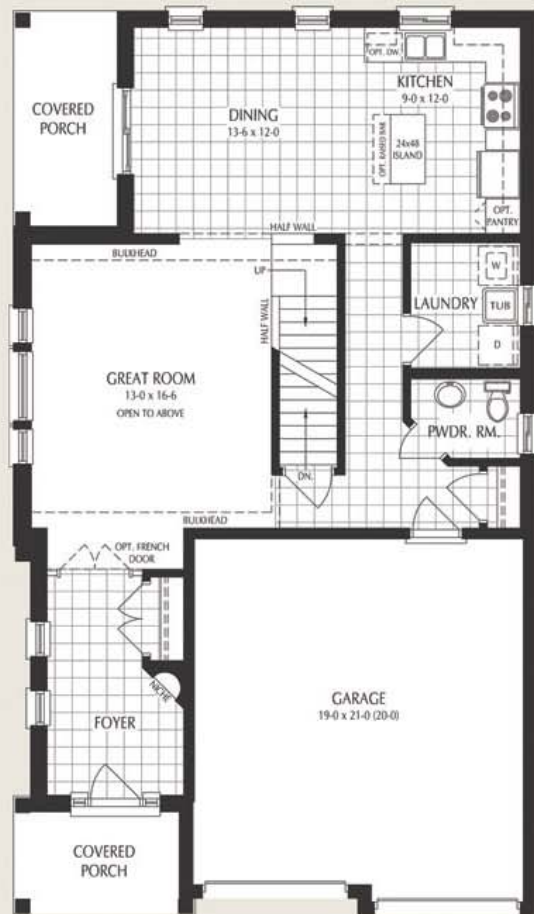 COVERED
PORCH
DINING
13-6 x 12-0
OPT. DW.
KITCHEN
9-0 x 12-0
OPT. RAISED BAR
24x48
ISLAND
OPT.
PANTRY
HALF WALL
BULKHEAD
UP
HALF WALL
LAUNDRY
W
TUB
D
GREAT ROOM
13-0 x 16-6
OPEN TO ABOVE
PWDR. RM.
DN.
BULKHEAD
OPT. FRENCH
DOOR
NICHE
FOYER
GARAGE
19-0 x 21-0 (20-0)
COVERED
PORCH